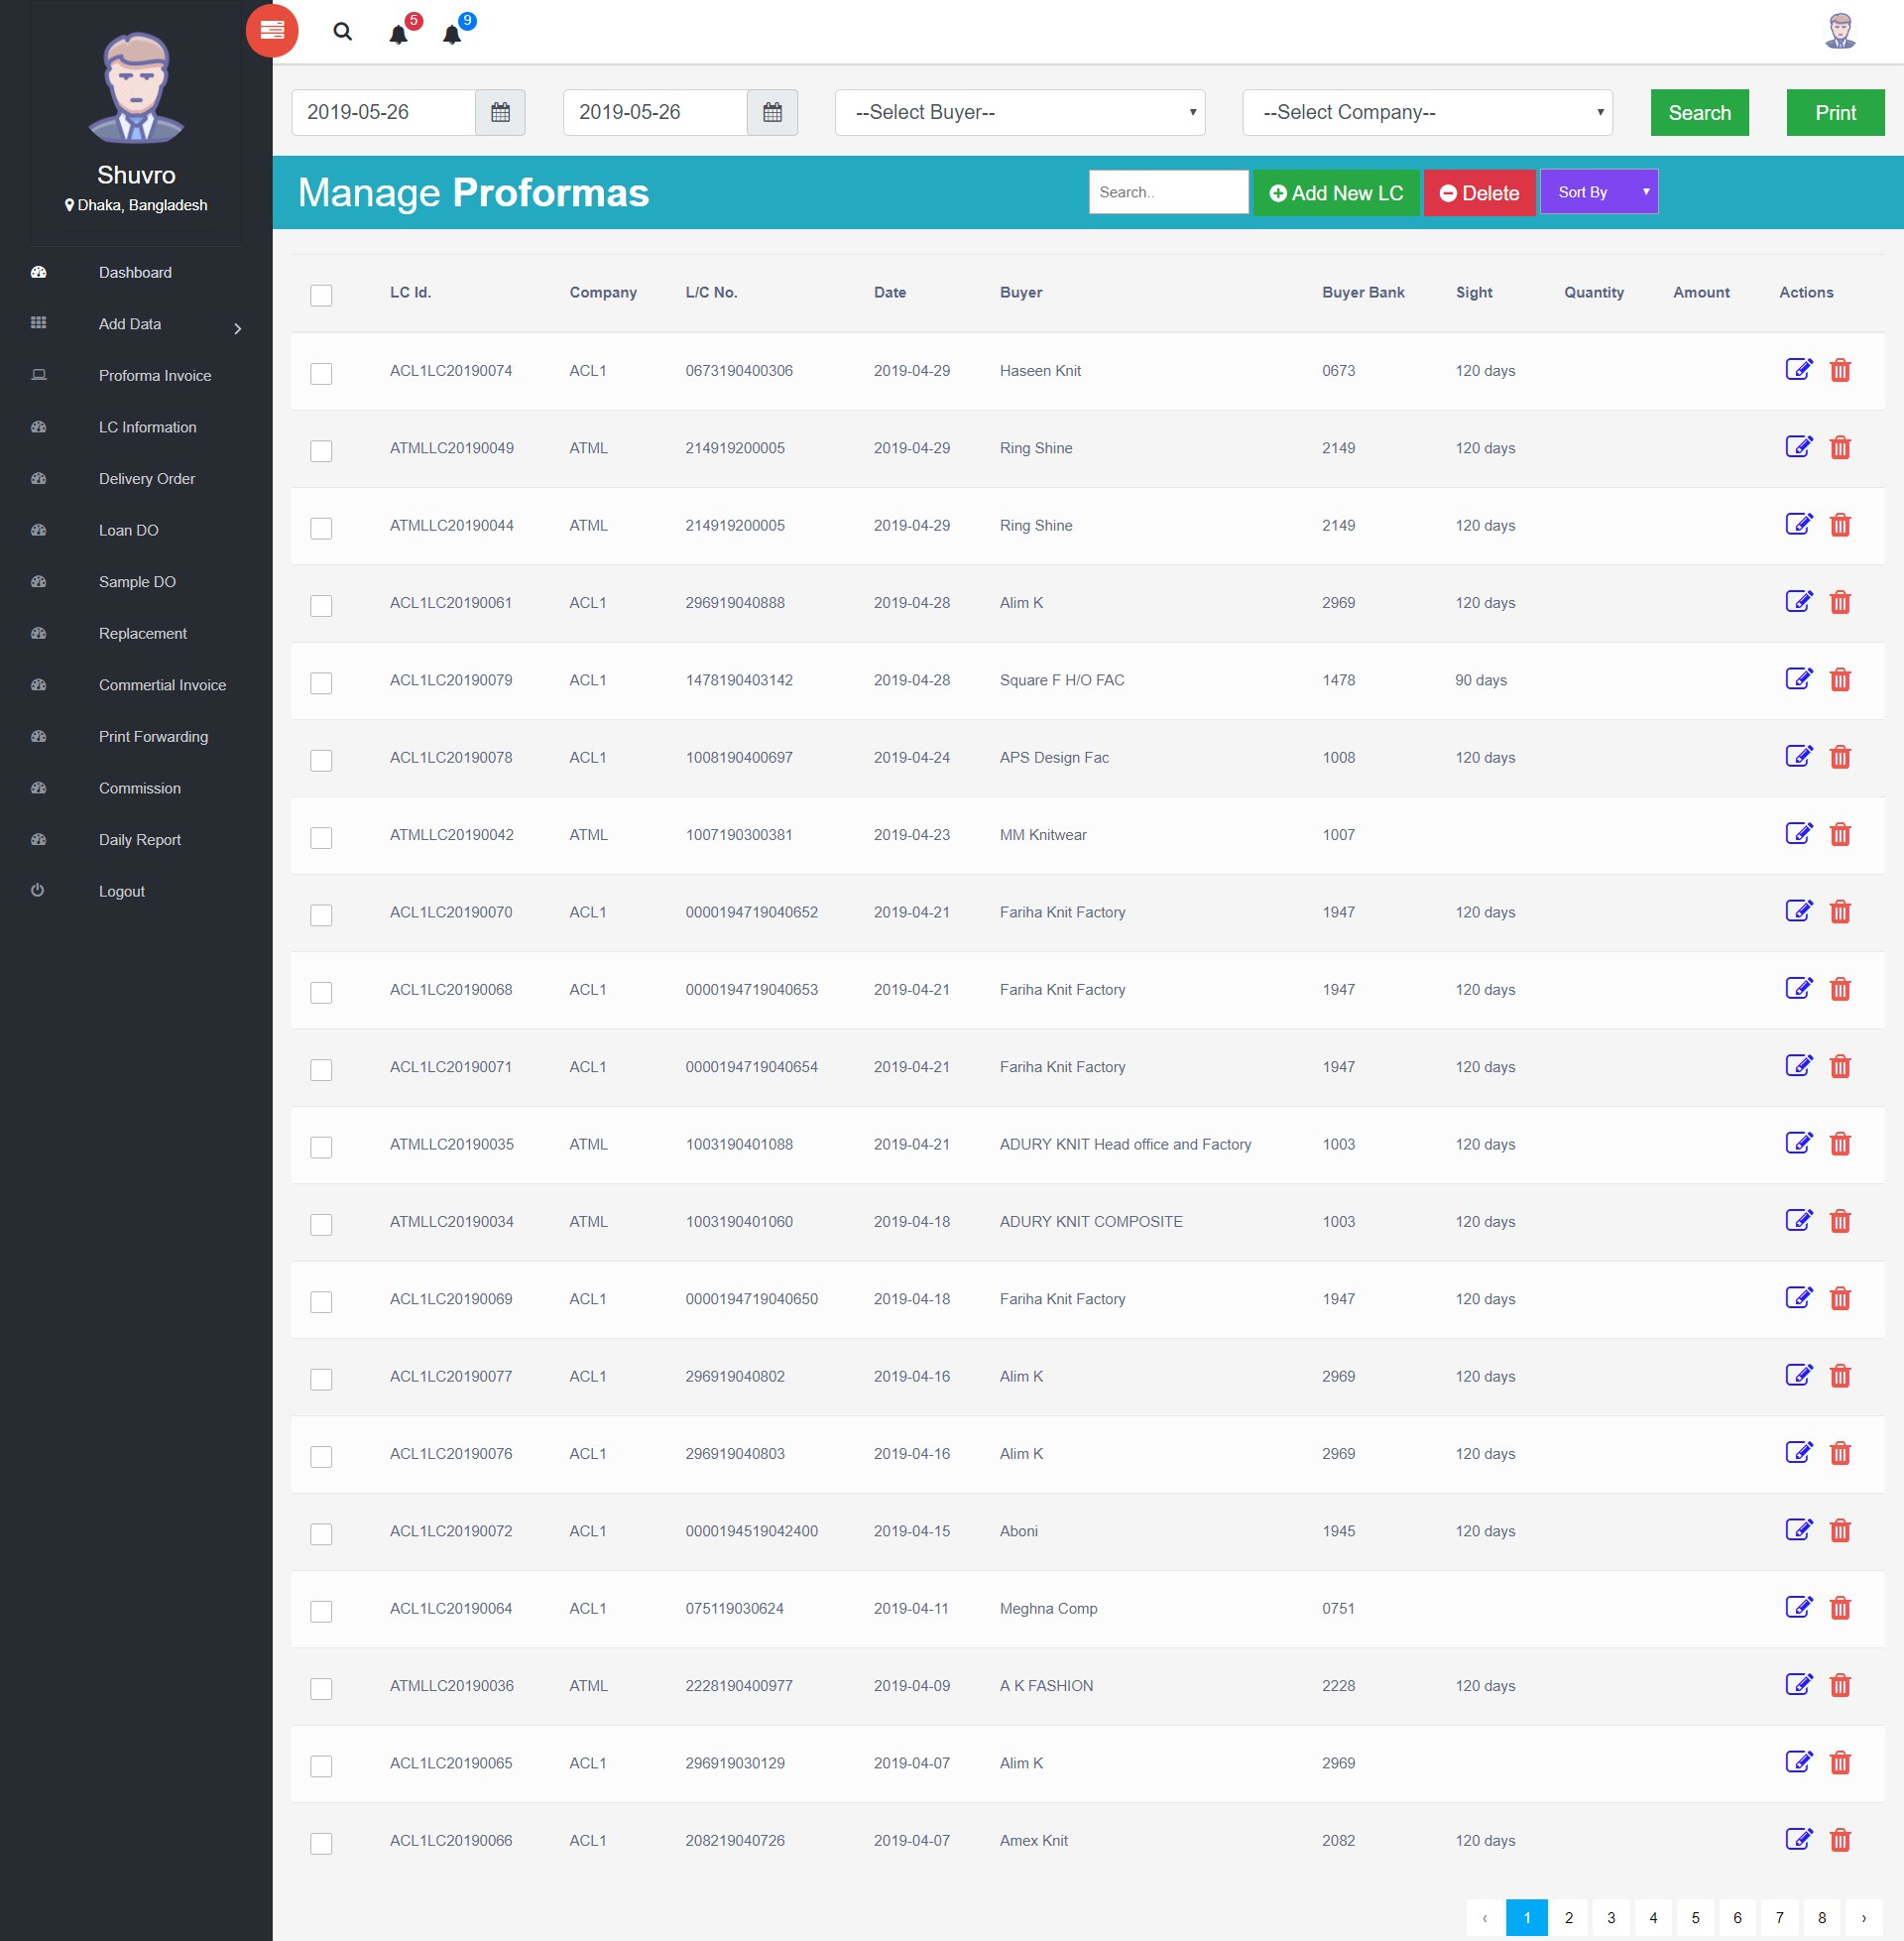 5 9
Shuvro
Dhaka, Bangladesh
Dashboard
Add Data
Proforma Invoice
LC Information
Delivery Order
Loan DO
Sample DO
Replacement
Commertial Invoice
Print Forwarding
Commission
Daily Report
Logout
2019-05-26 2019-05-26 --Select Buyer-- --Select Company-- Search Print
Manage Proformas Search.. Add New LC Delete Sort By
LC Id. Company L/C No. Date Buyer Buyer Bank Sight Quantity Amount Actions
ACL1LC20190074 ACL1 0673190400306 2019-04-29 Haseen Knit 0673 120 days
ATMLLC20190049 ATML 214919200005 2019-04-29 Ring Shine 2149 120 days
ATMLLC20190044 ATML 214919200005 2019-04-29 Ring Shine 2149 120 days
ACL1LC20190061 ACL1 296919040888 2019-04-28 Alim K 2969 120 days
ACL1LC20190079 ACL1 1478190403142 2019-04-28 Square F H/O FAC 1478 90 days
ACL1LC20190078 ACL1 1008190400697 2019-04-24 APS Design Fac 1008 120 days
ATMLLC20190042 ATML 1007190300381 2019-04-23 MM Knitwear 1007
ACL1LC20190070 ACL1 0000194719040652 2019-04-21 Fariha Knit Factory 1947 120 days
ACL1LC20190068 ACL1 0000194719040653 2019-04-21 Fariha Knit Factory 1947 120 days
ACL1LC20190071 ACL1 0000194719040654 2019-04-21 Fariha Knit Factory 1947 120 days
ATMLLC20190035 ATML 1003190401088 2019-04-21 ADURY KNIT Head office and Factory 1003 120 days
ATMLLC20190034 ATML 1003190401060 2019-04-18 ADURY KNIT COMPOSITE 1003 120 days
ACL1LC20190069 ACL1 0000194719040650 2019-04-18 Fariha Knit Factory 1947 120 days
ACL1LC20190077 ACL1 296919040802 2019-04-16 Alim K 2969 120 days
ACL1LC20190076 ACL1 296919040803 2019-04-16 Alim K 2969 120 days
ACL1LC20190072 ACL1 0000194519042400 2019-04-15 Aboni 1945 120 days
ACL1LC20190064 ACL1 075119030624 2019-04-11 Meghna Comp 0751
ATMLLC20190036 ATML 2228190400977 2019-04-09 A K FASHION 2228 120 days
ACL1LC20190065 ACL1 296919030129 2019-04-07 Alim K 2969
ACL1LC20190066 ACL1 208219040726 2019-04-07 Amex Knit 2082 120 days
‹ 1 2 3 4 5 6 7 8 ›